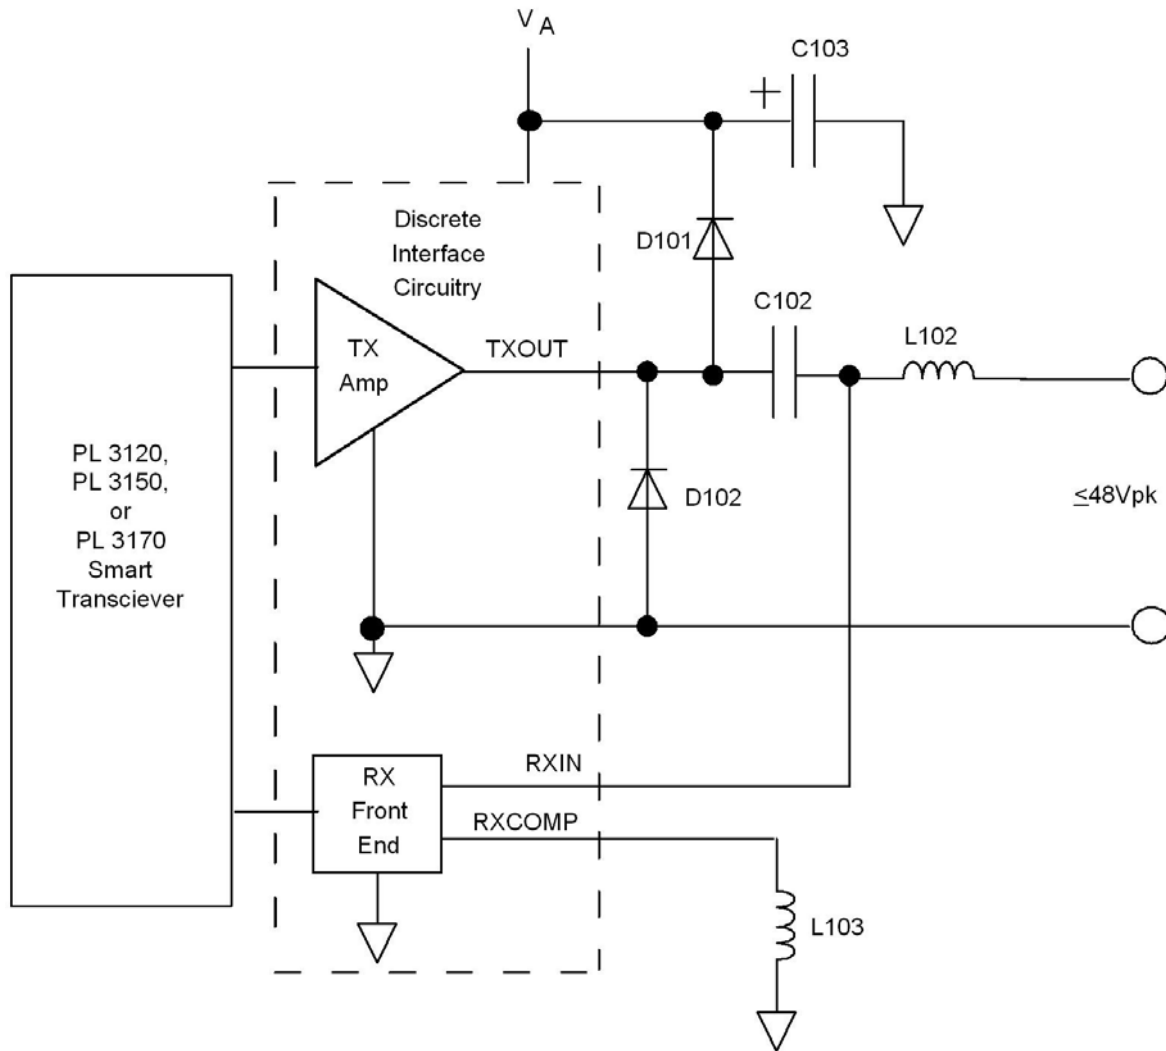 V A
C103
+
Discrete
Interface
Circuitry
D101
C102
L102
TX
Amp
TXOUT
PL 3120,
PL 3150,
or
PL 3170
Smart
Transciever
D102
≤48Vpk
RX
Front
End
RXIN
RXCOMP
L103